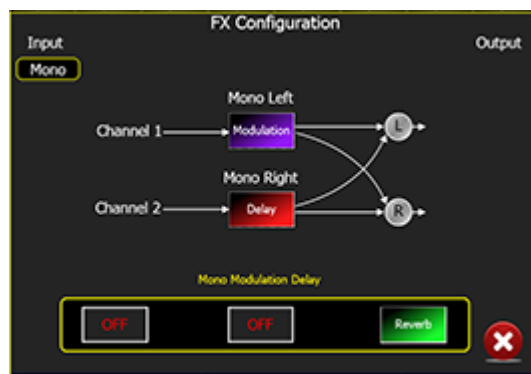 FX Configuration
Input
Output
Mono
Mono Left
Channel 1
Modulation
L
Mono Right
Channel 2
Delay
R
Mono Modulation Delay
OFF
OFF
Reverb